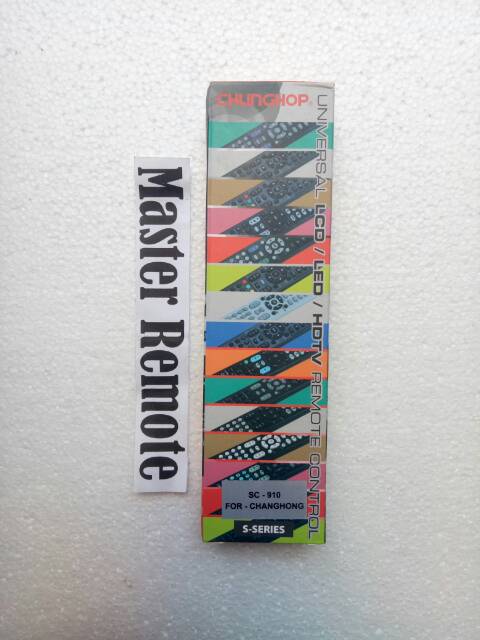 Master Remote
CHUNGHOP®
UNIVERSAL LCD / LED / HDTV REMOTE CONTROL
SC - 910
FOR - CHANGHONG
S-SERIES